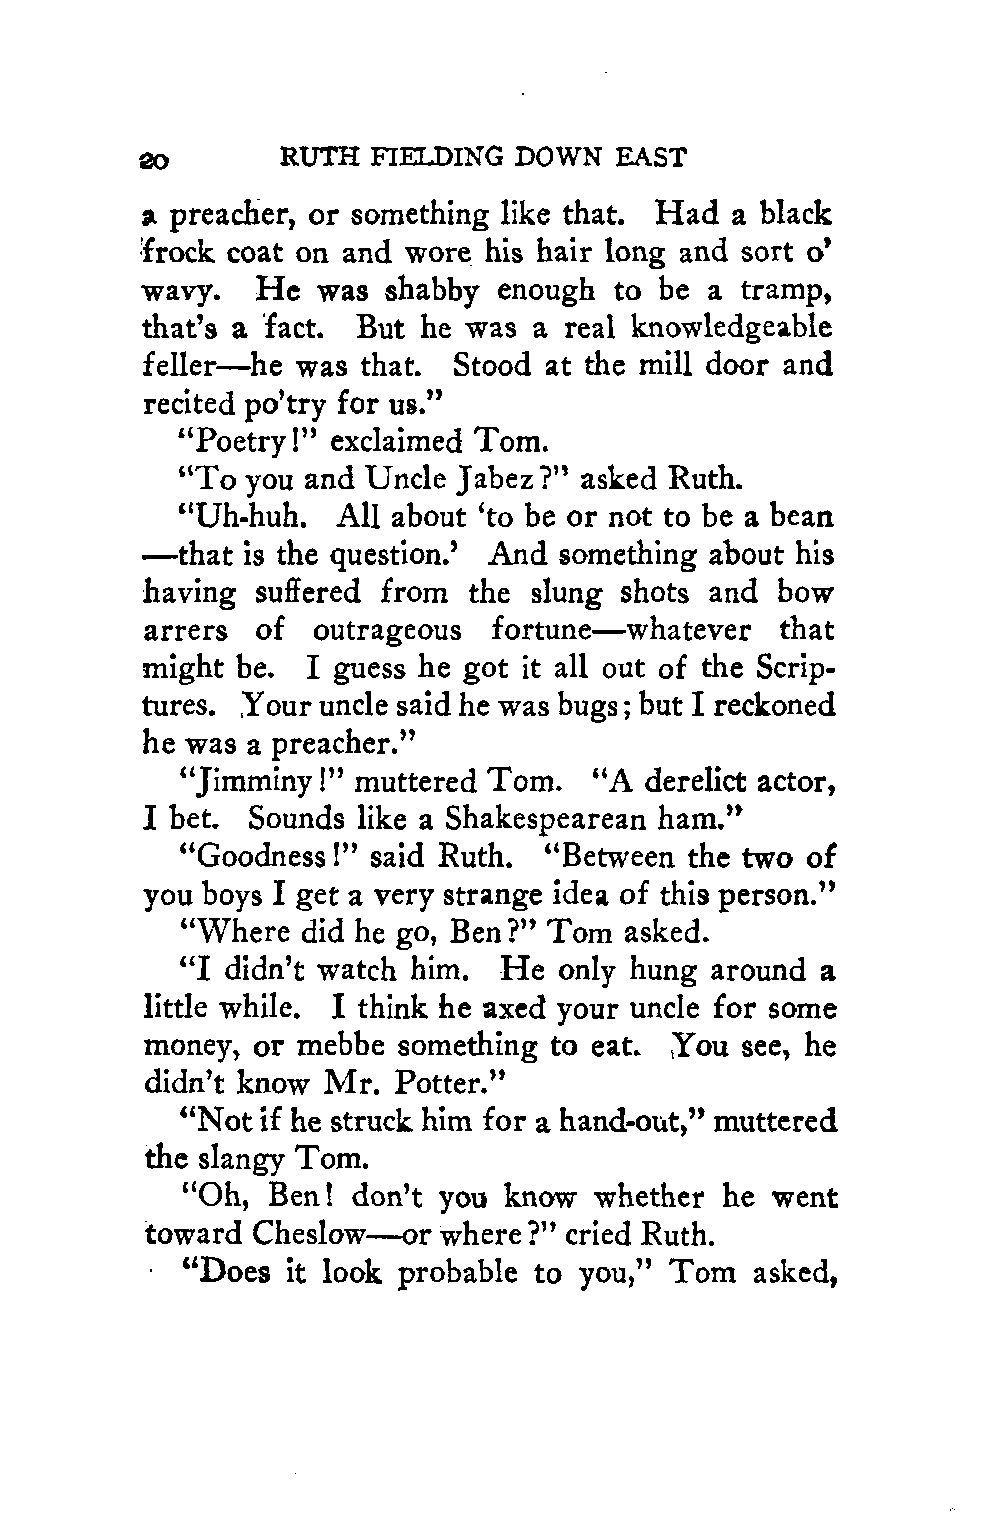 20 RUTH FIELDING DOWN EAST
a preacher, or something like that. Had a black
frock coat on and wore his hair long and sort o’
wavy. He was shabby enough to be a tramp,
that’s a fact. But he was a real knowledgeable
feller—he was that. Stood at the mill door and
recited po’try for us.”
“Poetry!” exclaimed Tom.
“To you and Uncle Jabez?” asked Ruth.
“Uh-huh. All about ‘to be or not to be a bean
—that is the question.’ And something about his
having suffered from the slung shots and bow
arrers of outrageous fortune—whatever that
might be. I guess he got it all out of the Scrip-
tures. Your uncle said he was bugs; but I reckoned
he was a preacher.”
“Jimminy!” muttered Tom. “A derelict actor,
I bet. Sounds like a Shakespearean ham.”
“Goodness!” said Ruth. “Between the two of
you boys I get a very strange idea of this person.”
“Where did he go, Ben?” Tom asked.
“I didn’t watch him. He only hung around a
little while. I think he axed your uncle for some
money, or mebbe something to eat. You see, he
didn’t know Mr. Potter.”
“Not if he struck him for a hand-out,” muttered
the slangy Tom.
“Oh, Ben! don’t you know whether he went
toward Cheslow—or where?” cried Ruth.
“Does it look probable to you,” Tom asked,